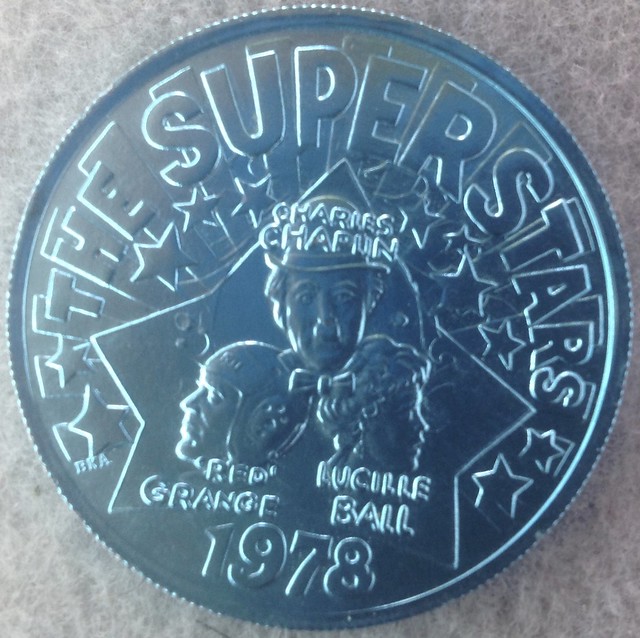 THE SUPERSTARS
CHARLES
CHAPLIN
BKA
RED
GRANGE
LUCILLE
BALL
1978